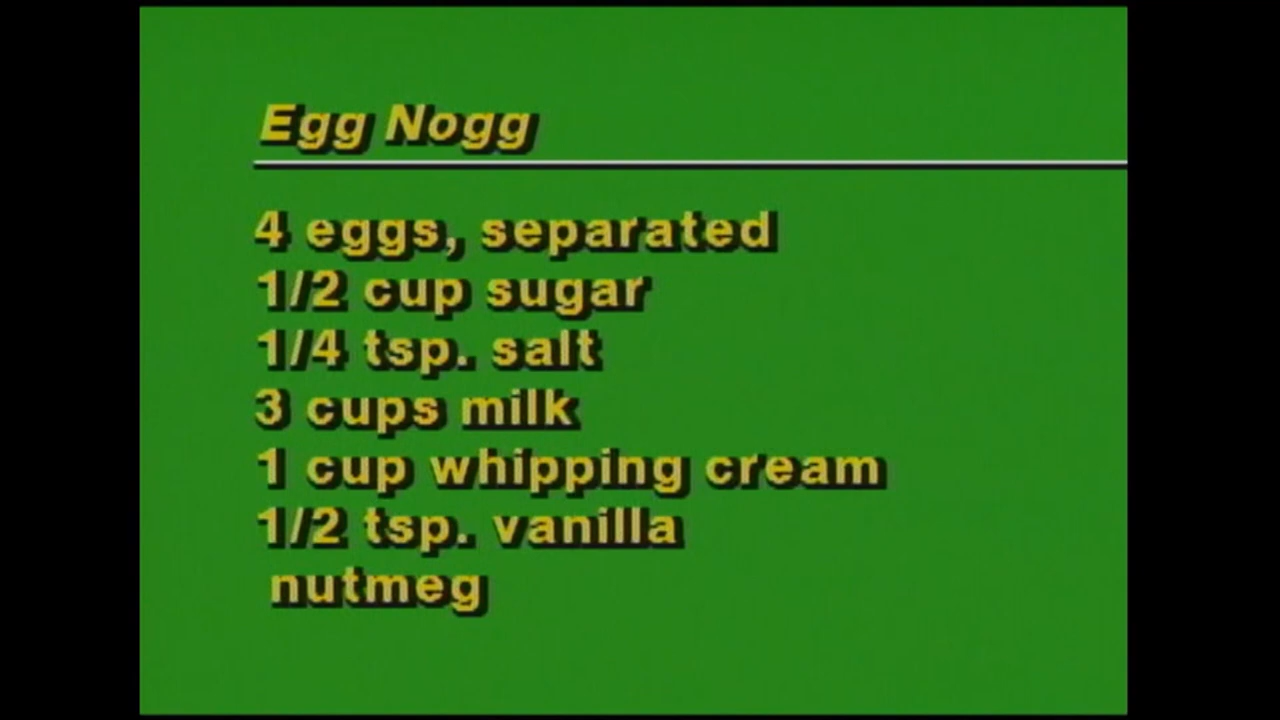 Egg Nogg
4 eggs, separated
1/2 cup sugar
1/4 tsp. salt
3 cups milk
1 cup whipping cream
1/2 tsp. vanilla
nutmeg